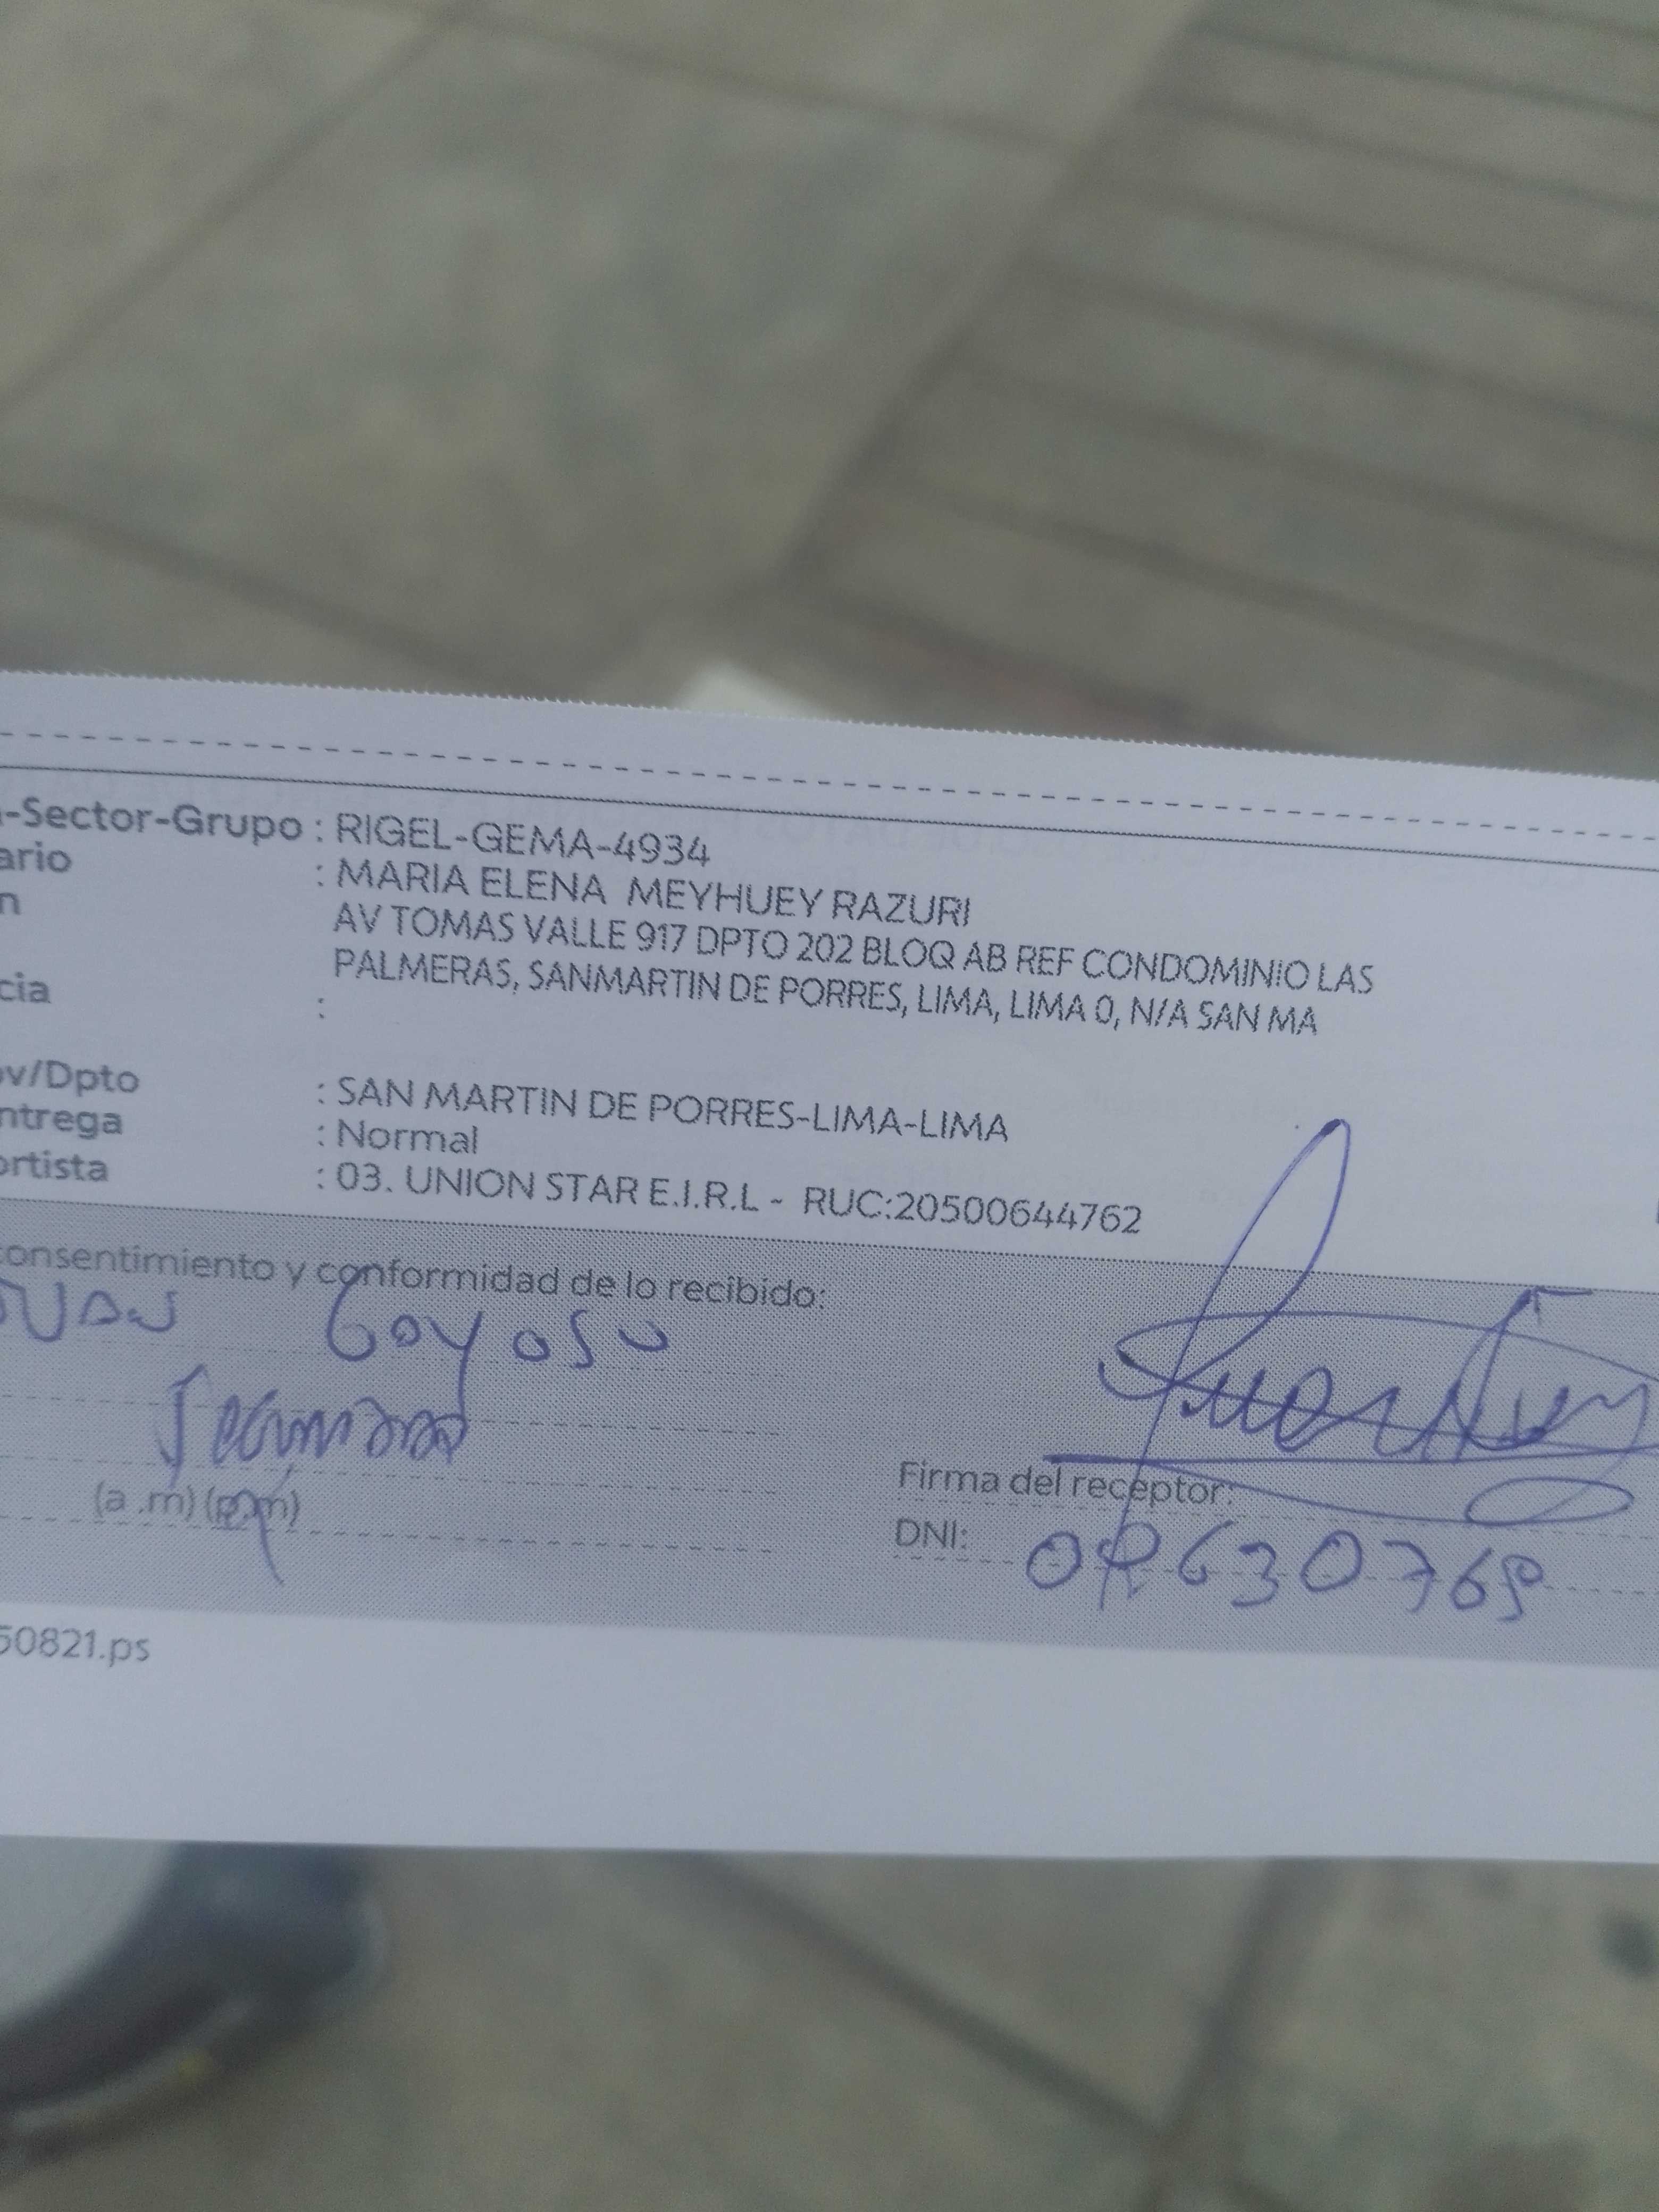 -Sector-Grupo : RIGEL-GEMA-4934
ario : MARIA ELENA MEYHUEY RAZURI
n AV TOMAS VALLE 917 DPTO 202 BLOQ AB REF CONDOMINIO LAS
PALMERAS, SANMARTIN DE PORRES, LIMA, LIMA 0, N/A SAN MA
cia :
ov/Dpto : SAN MARTIN DE PORRES-LIMA-LIMA
ntrega : Normal
ortista : 03. UNION STAR E.I.R.L - RUC:20500644762
consentimiento y conformidad de lo recibido:
Goyoso
(a .m) (p.m)
Firma del receptor:
DNI:
50821.ps